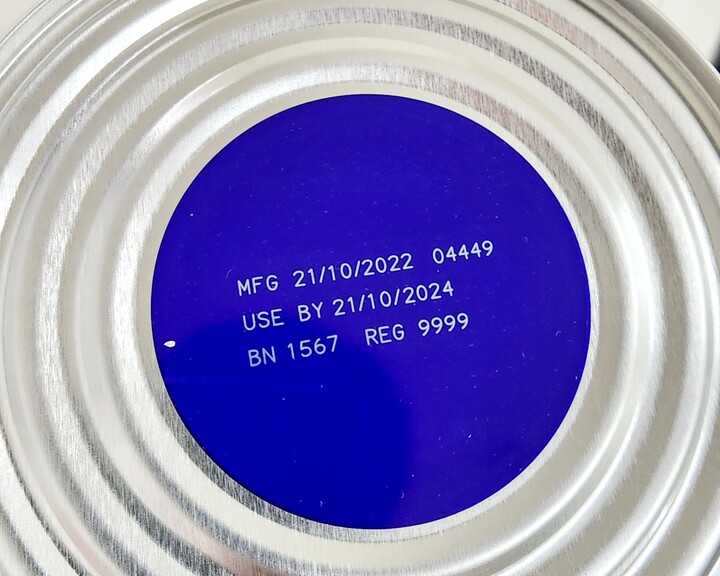 MFG 21/10/2022 04449
USE BY 21/10/2024
BN 1567 REG 9999